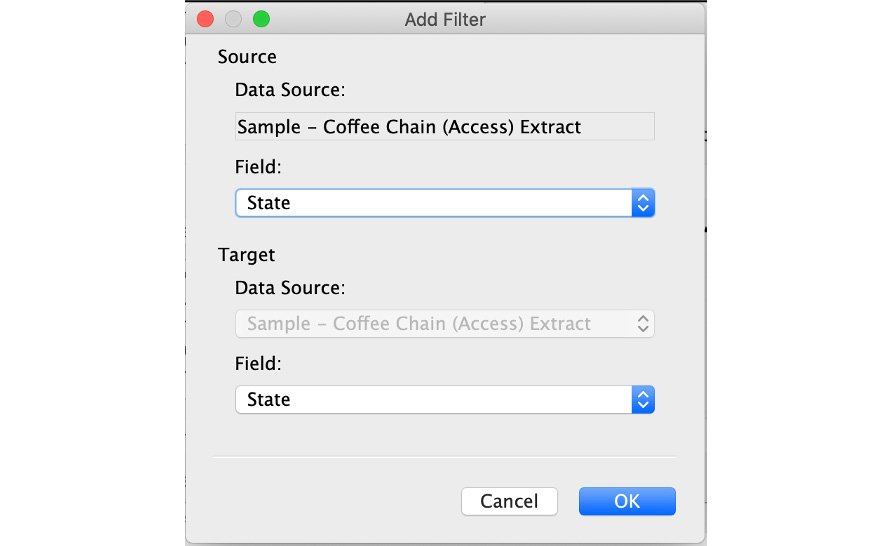 Add Filter
Source
Data Source:
Sample – Coffee Chain (Access) Extract
Field:
State
Target
Data Source:
Sample – Coffee Chain (Access) Extract
Field:
State
Cancel OK